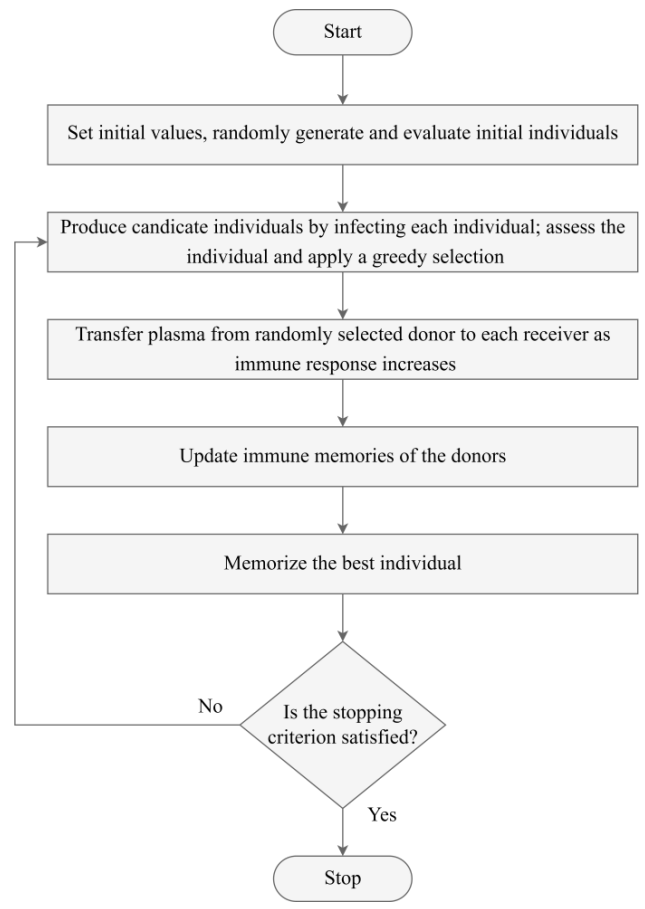 Start
Set initial values, randomly generate and evaluate initial individuals
Produce candicate individuals by infecting each individual; assess the
individual and apply a greedy selection
Transfer plasma from randomly selected donor to each receiver as
immune response increases
Update immune memories of the donors
Memorize the best individual
No
Is the stopping
criterion satisfied?
Yes
Stop